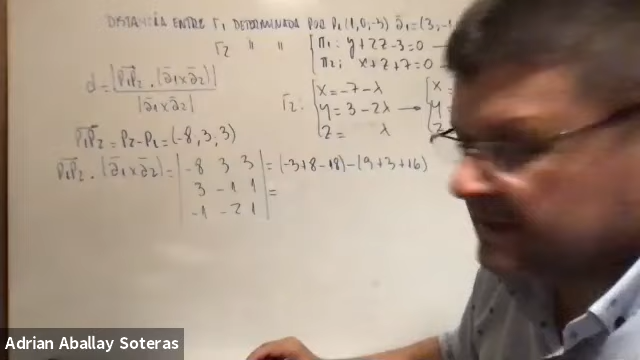 DISTANCIA ENTRE r₁ DETERMINADA POR P₁(1,0,-3) ā₁=(3,-1
r₂ " " { π₁: y+2z-3=0
π₂: x+z+7=0
d= |P₁P₂ · (ā₁xā₂)| / |ā₁xā₂|
r₂: { x=-7-λ { x=
y=3-2λ → y=
z= λ z
P₁P₂ = P₂-P₁=(-8,3,3)
P₁P₂ · (ā₁xā₂)= | -8 3 3 | =(-3+8-18)-(9+3+16)
3 -1 1
-1 -2 1 =
Adrian Aballay Soteras